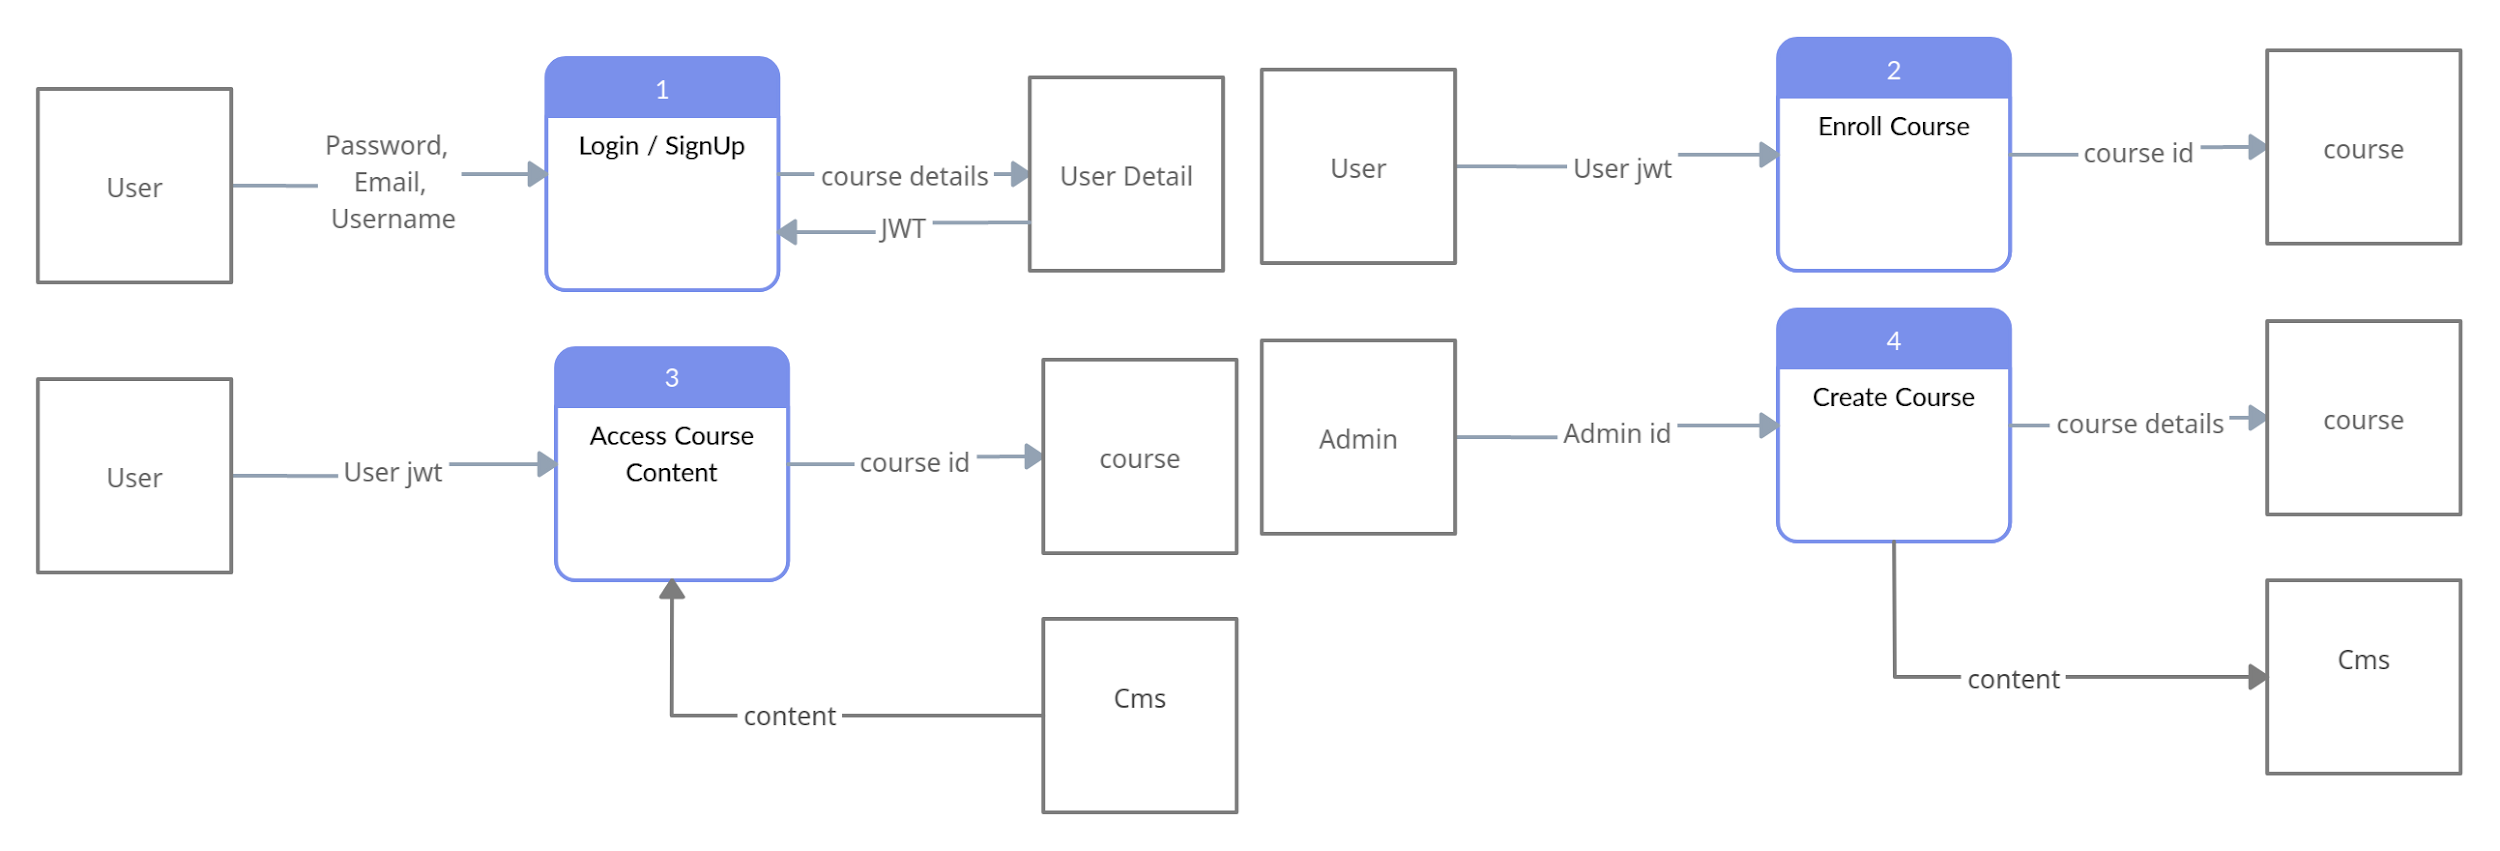 1
Login / SignUp
User
Password,
Email,
Username
course details
JWT
User Detail
2
Enroll Course
User
User jwt
course id
course
3
Access Course
Content
User
User jwt
course id
course
content
Cms
4
Create Course
Admin
Admin id
course details
course
content
Cms